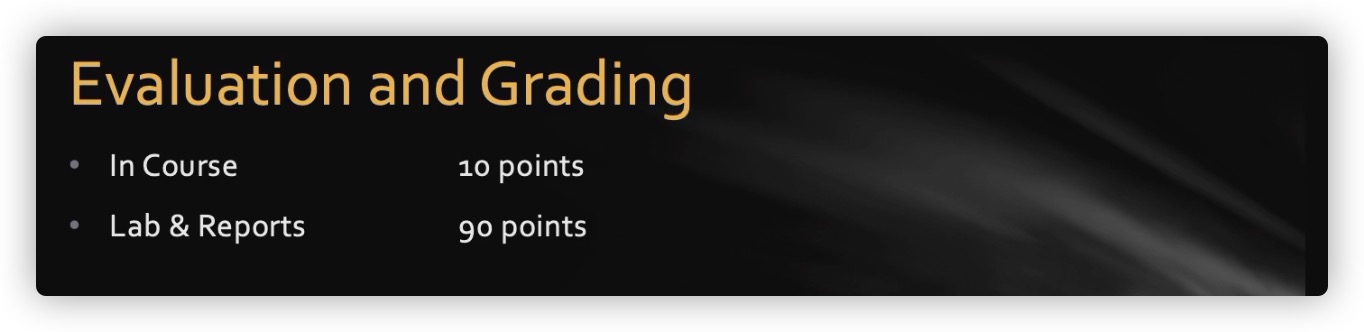 Evaluation and Grading
• In Course 10 points
• Lab & Reports 90 points